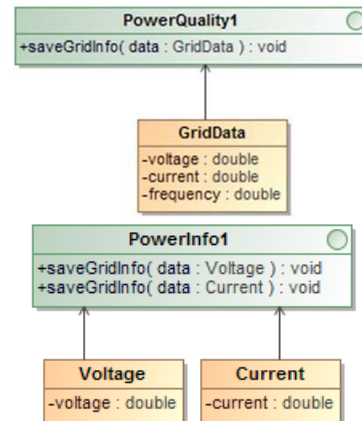 PowerQuality1
+saveGridInfo( data : GridData ) : void
GridData
-voltage : double
-current : double
-frequency : double
PowerInfo1
+saveGridInfo( data : Voltage ) : void
+saveGridInfo( data : Current ) : void
Voltage
-voltage : double
Current
-current : double